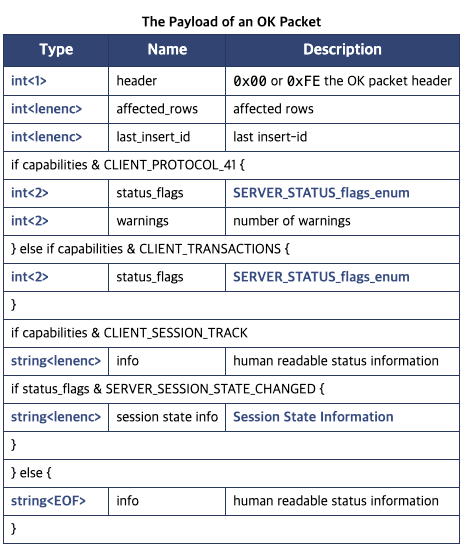 The Payload of an OK Packet
Type Name Description
int<1> header 0x00 or 0xFE the OK packet header
int<lenenc> affected_rows affected rows
int<lenenc> last_insert_id last insert-id
if capabilities & CLIENT_PROTOCOL_41 {
int<2> status_flags SERVER_STATUS_flags_enum
int<2> warnings number of warnings
} else if capabilities & CLIENT_TRANSACTIONS {
int<2> status_flags SERVER_STATUS_flags_enum
}
if capabilities & CLIENT_SESSION_TRACK
string<lenenc> info human readable status information
if status_flags & SERVER_SESSION_STATE_CHANGED {
string<lenenc> session state info Session State Information
}
} else {
string<EOF> info human readable status information
}